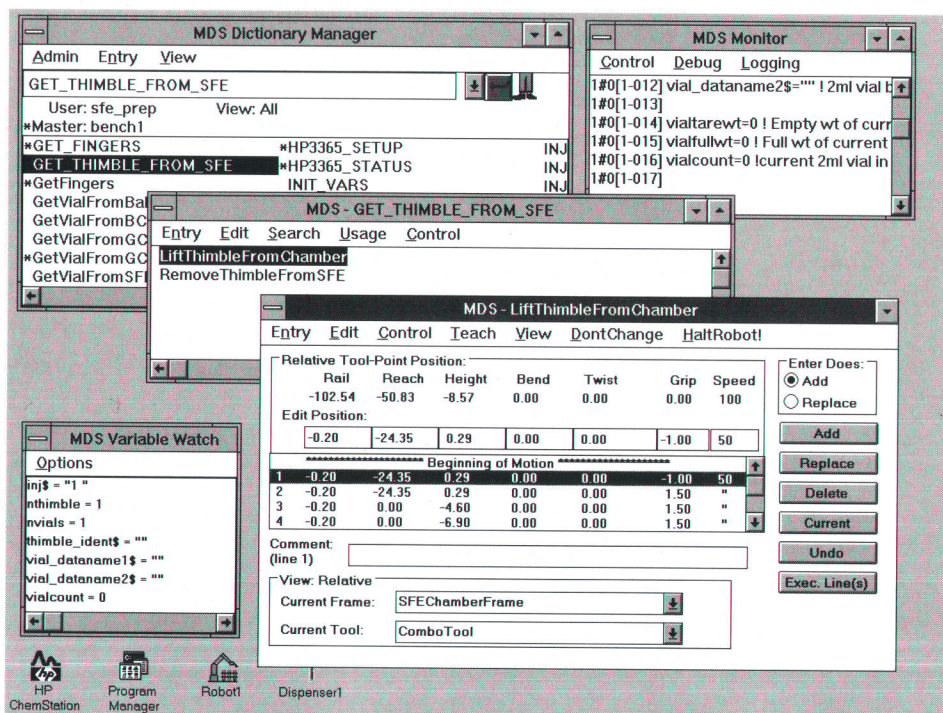 MDS Dictionary Manager
Admin Entry View
GET_THIMBLE_FROM_SFE
User: sfe_prep View: All
*Master: bench1
*GET_FINGERS *HP3365_SETUP INJ
GET_THIMBLE_FROM_SFE *HP3365_STATUS INJ
*GetFingers INIT_VARS INJ
GetVialFromBal
GetVialFromBC
GetVialFromGC
*GetVialFromGC
GetVialFromSFI
MDS Monitor
Control Debug Logging
1#0[1-012] vial_dataname2$="" ! 2ml vial b
1#0[1-013]
1#0[1-014] vialtarewt=0 ! Empty wt of curr
1#0[1-015] vialfullwt=0 ! Full wt of current
1#0[1-016] vialcount=0 !current 2ml vial in
1#0[1-017]
MDS - GET_THIMBLE_FROM_SFE
Entry Edit Search Usage Control
LiftThimbleFromChamber
RemoveThimbleFromSFE
MDS - LiftThimbleFromChamber
Entry Edit Control Teach View DontChange HaltRobot!
Relative Tool-Point Position:
Rail Reach Height Bend Twist Grip Speed
-102.54 -50.83 -8.57 0.00 0.00 0.00 100
Edit Position:
-0.20 -24.35 0.29 0.00 0.00 -1.00 50
******************** Beginning of Motion ********************
1 -0.20 -24.35 0.29 0.00 0.00 -1.00 50
2 -0.20 -24.35 0.29 0.00 0.00 1.50 "
3 -0.20 0.00 -4.60 0.00 0.00 1.50 "
4 -0.20 0.00 -6.90 0.00 0.00 1.50 "
Comment:
(line 1)
View: Relative
Current Frame: SFEChamberFrame
Current Tool: ComboTool
Enter Does:
Add
Replace
Add
Replace
Delete
Current
Undo
Exec. Line(s)
MDS Variable Watch
Options
inj$ = "1 "
nthimble = 1
nvials = 1
thimble_ident$ = ""
vial_dataname1$ = ""
vial_dataname2$ = ""
vialcount = 0
hp
HP
ChemStation
Program
Manager
Robot1
Dispenser1